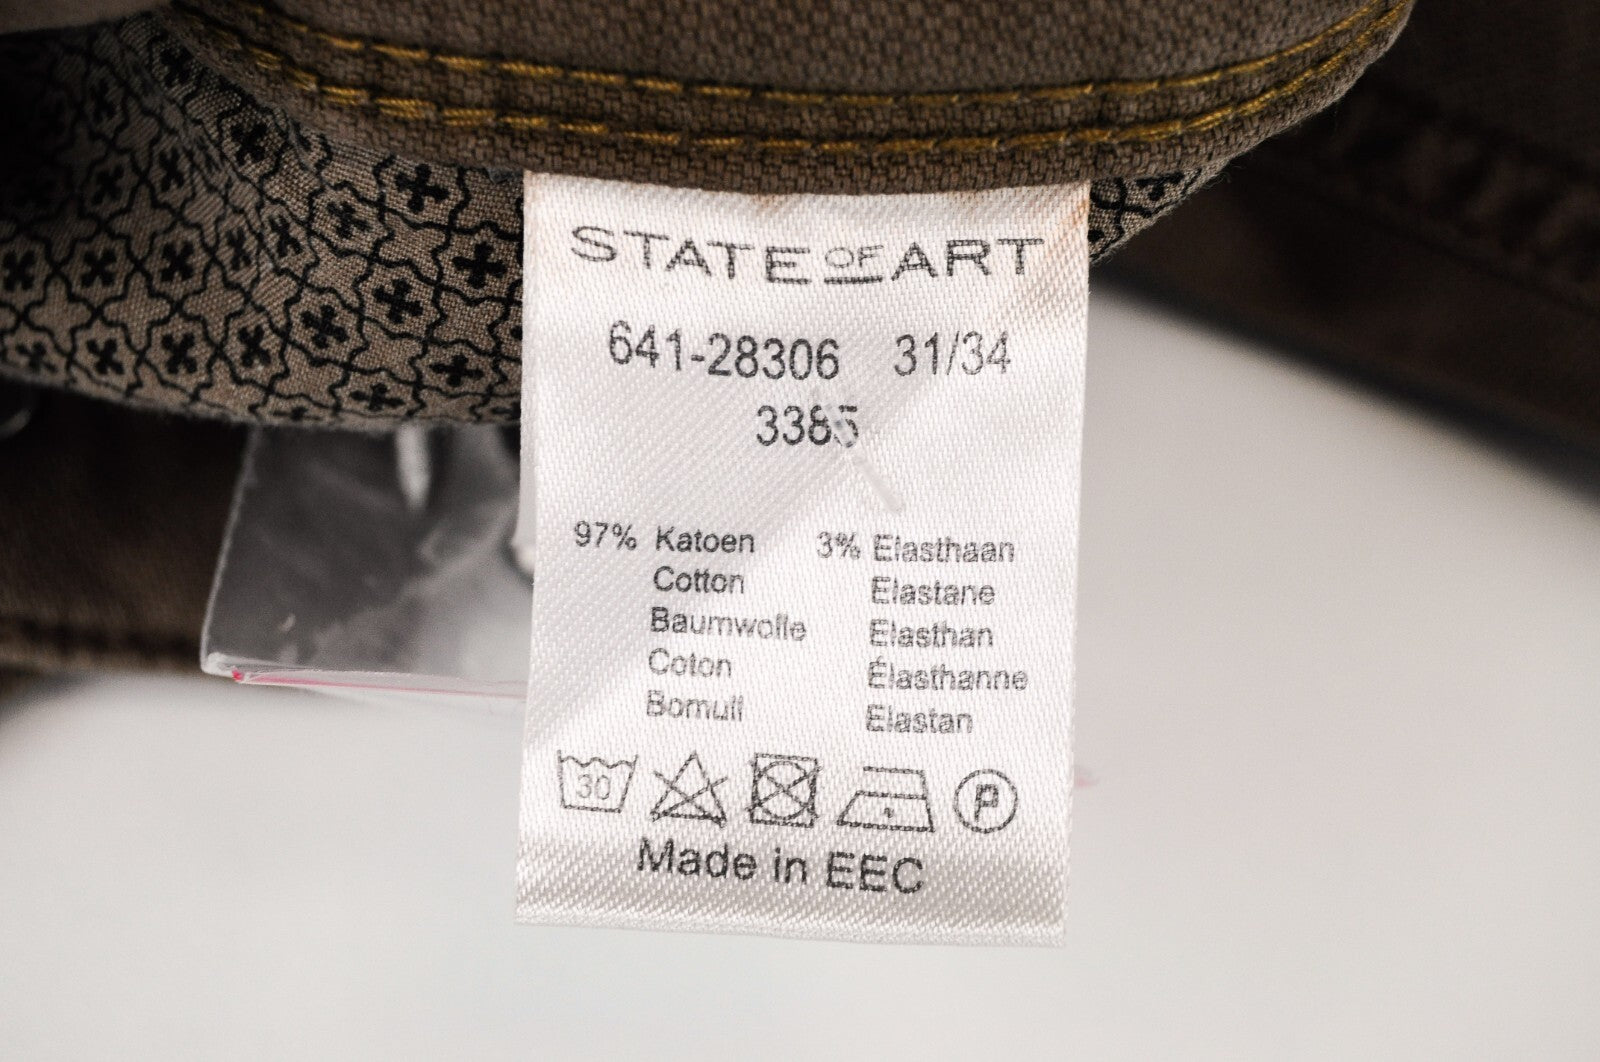 STATE OF ART
641-28306 31/34
3385
97% Katoen 3% Elasthaan
Cotton Elastane
Baumwolle Elasthan
Coton Élasthanne
Bomull Elastan
30 P
Made in EEC